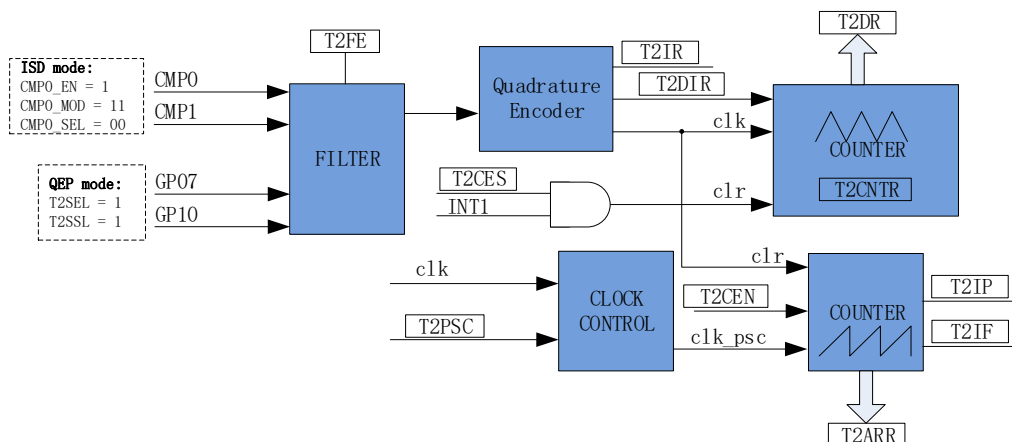 T2DR
T2FE
T2IR
ISD mode:
CMP0_EN = 1
CMP0_MOD = 11
CMP0_SEL = 00
CMP0
CMP1
Quadrature
Encoder
T2DIR
clk
COUNTER
FILTER
QEP mode:
T2SEL = 1
T2SSL = 1
GP07
GP10
T2CES
INT1
clr
T2CNTR
clk
T2PSC
CLOCK
CONTROL
clr
T2CEN
clk_psc
COUNTER
T2IP
T2IF
T2ARR